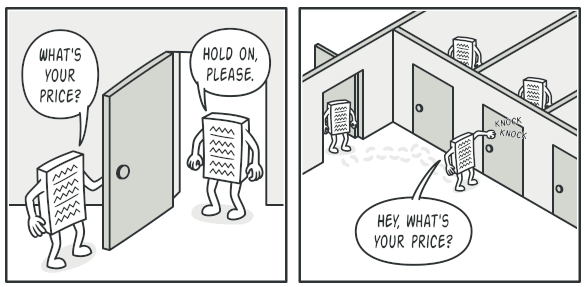 WHAT'S
YOUR
PRICE?
HOLD ON,
PLEASE.
KNOCK
KNOCK
HEY, WHAT'S
YOUR PRICE?